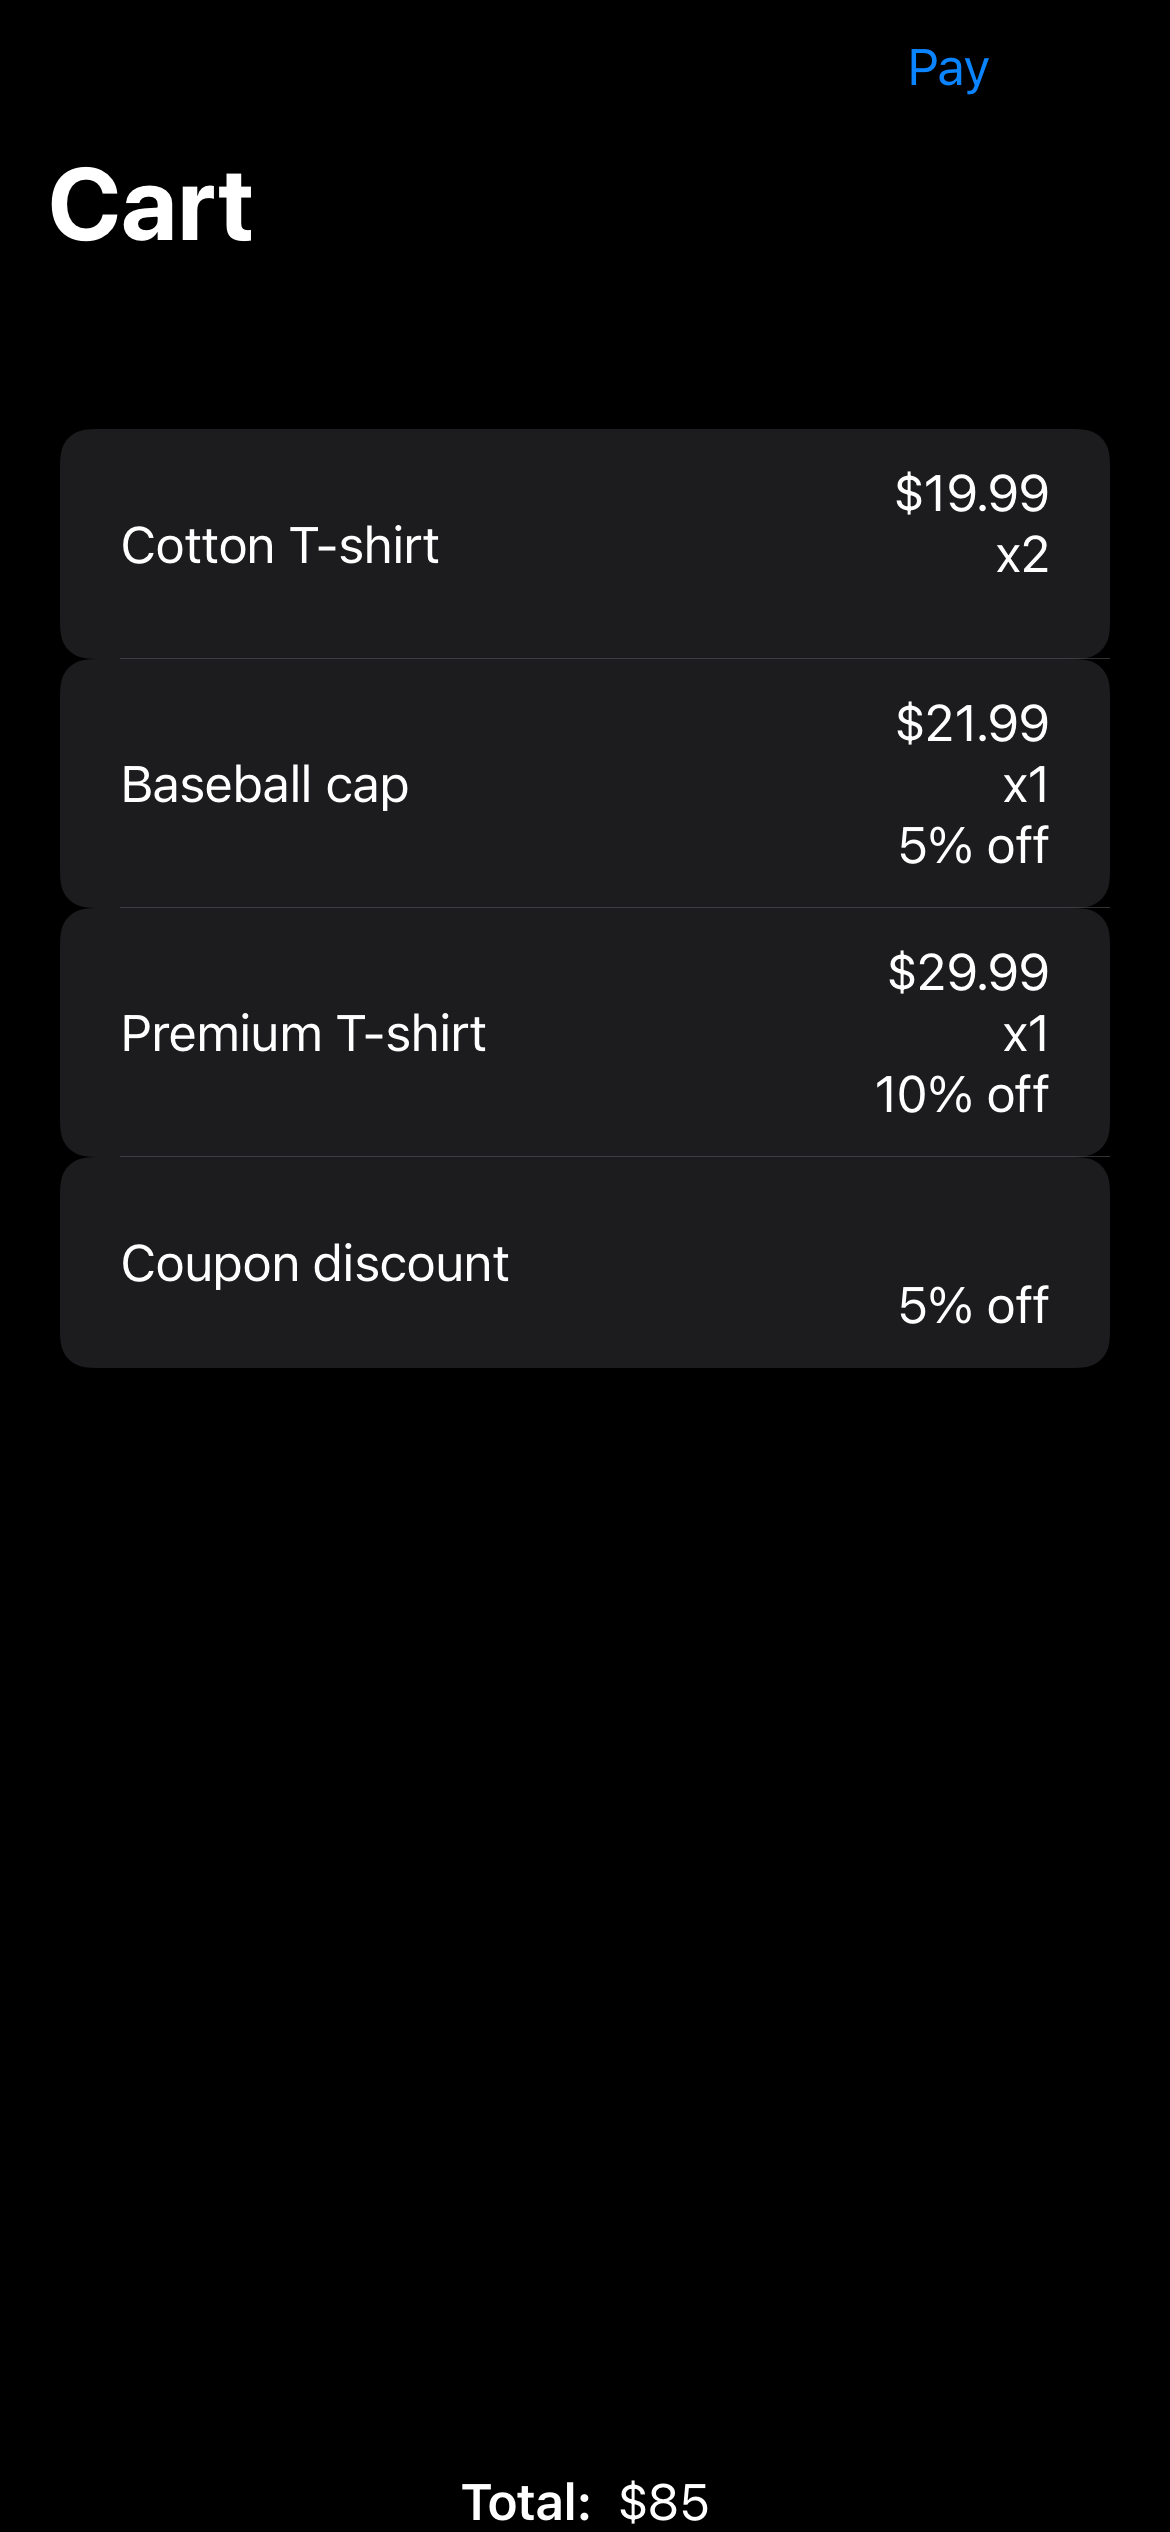 Pay
Cart
Cotton T-shirt
$19.99
x2
Baseball cap
$21.99
x1
5% off
Premium T-shirt
$29.99
x1
10% off
Coupon discount
5% off
Total: $85